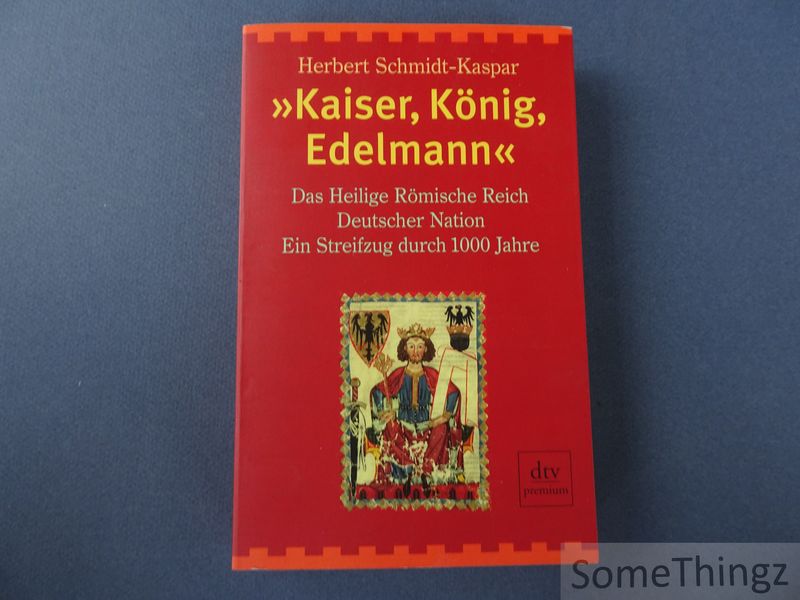 Herbert Schmidt-Kaspar
»Kaiser, König,
Edelmann«
Das Heilige Römische Reich
Deutscher Nation
Ein Streifzug durch 1000 Jahre
dtv
premium
SomeThingz